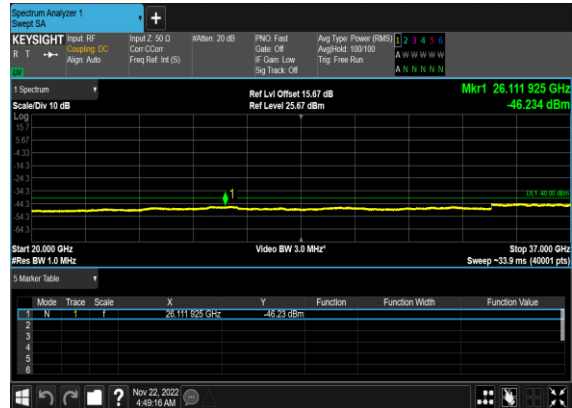 Spectrum Analyzer 1
Swept SA
KEYSIGHT
R T
Input: RF
Coupling: DC
Align: Auto
Input Z: 50 Ω
Corr CCorr
Freq Ref: Int (S)
#Atten: 20 dB
PNO: Fast
Gate: Off
IF Gain: Low
Sig Track: Off
Avg Type: Power (RMS)
Avg|Hold: 100/100
Trig: Free Run
1 2 3 4 5 6
A W W W W W
A N N N N N
1 Spectrum
Scale/Div 10 dB
Ref Lvl Offset 15.67 dB
Ref Level 25.67 dBm
Mkr1 26.111 925 GHz
-46.234 dBm
Log
15.7
5.67
-4.33
-14.3
-24.3
-34.3
-44.3
-54.3
-64.3
1
DL1 -40.00 dBm
Start 20.000 GHz
#Res BW 1.0 MHz
Video BW 3.0 MHz*
Stop 37.000 GHz
Sweep ~33.9 ms (40001 pts)
5 Marker Table
Mode Trace Scale X Y Function Function Width Function Value
1 N 1 f 26.111 925 GHz -46.23 dBm
2
3
4
5
6
?
Nov 22, 2022
4:49:16 AM